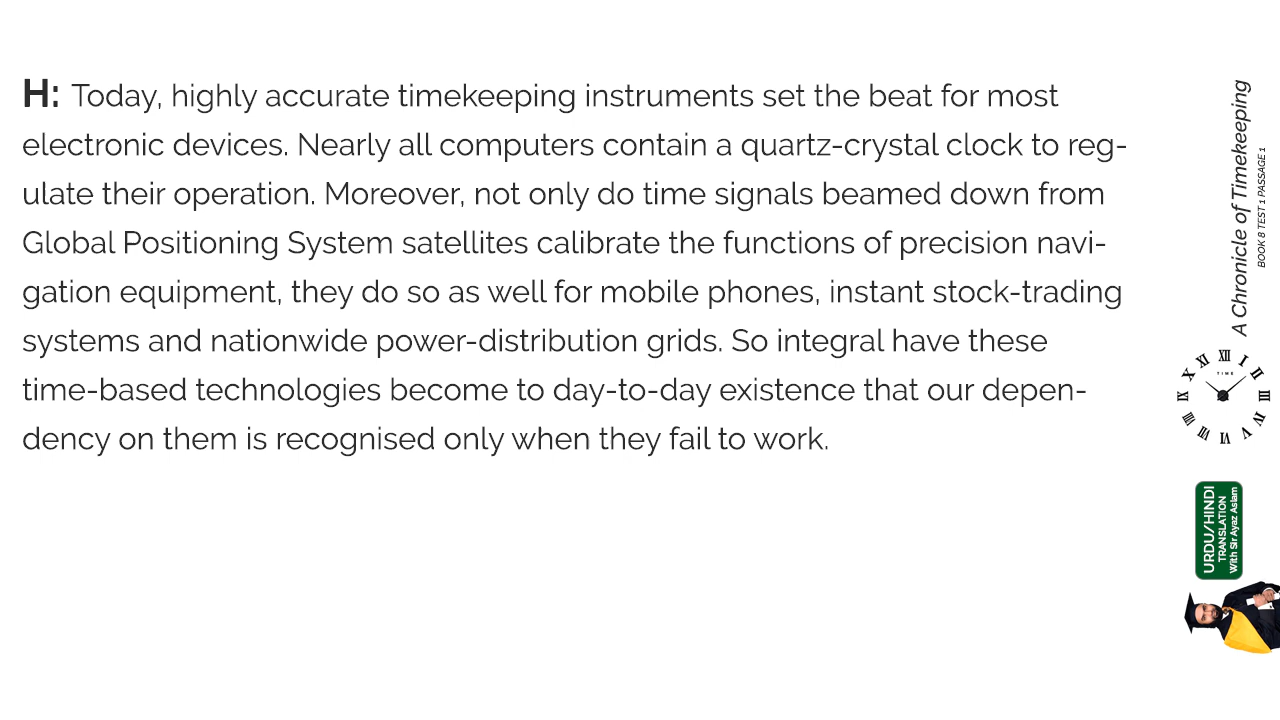 H: Today, highly accurate timekeeping instruments set the beat for most
electronic devices. Nearly all computers contain a quartz-crystal clock to reg-
ulate their operation. Moreover, not only do time signals beamed down from
Global Positioning System satellites calibrate the functions of precision navi-
gation equipment, they do so as well for mobile phones, instant stock-trading
systems and nationwide power-distribution grids. So integral have these
time-based technologies become to day-to-day existence that our depen-
dency on them is recognised only when they fail to work.
A Chronicle of Timekeeping
BOOK 8 TEST 1 PASSAGE 1
XII I II III IV V VI VII VIII IX X XI
TIME
URDU/HINDI
TRANSLATION
With Sir Ayaz Aslam